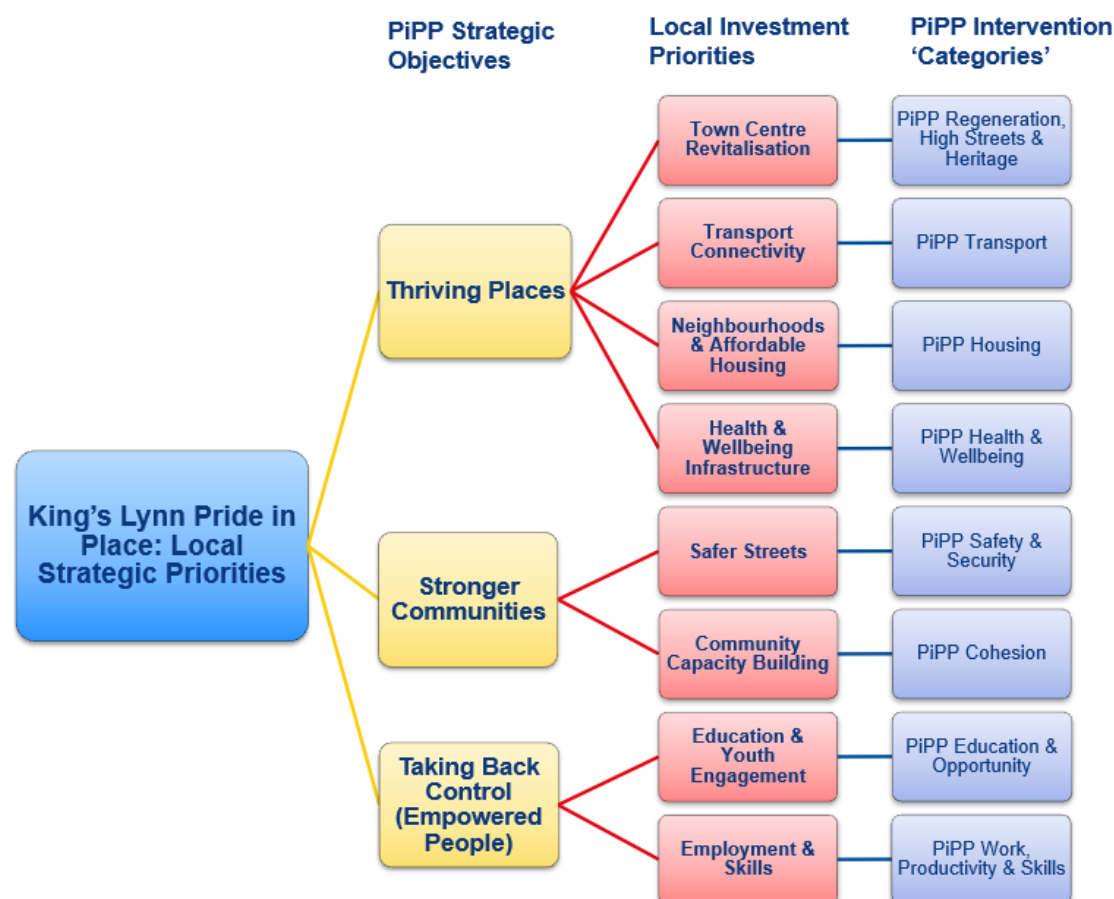 PiPP Strategic
Objectives
Local Investment
Priorities
PiPP Intervention
‘Categories’
King’s Lynn Pride in
Place: Local
Strategic Priorities
Thriving Places
Town Centre
Revitalisation
PiPP Regeneration,
High Streets &
Heritage
Transport
Connectivity
PiPP Transport
Neighbourhoods
& Affordable
Housing
PiPP Housing
Health &
Wellbeing
Infrastructure
PiPP Health &
Wellbeing
Stronger
Communities
Safer Streets
PiPP Safety &
Security
Community
Capacity Building
PiPP Cohesion
Taking Back
Control
(Empowered
People)
Education &
Youth
Engagement
PiPP Education &
Opportunity
Employment &
Skills
PiPP Work,
Productivity & Skills